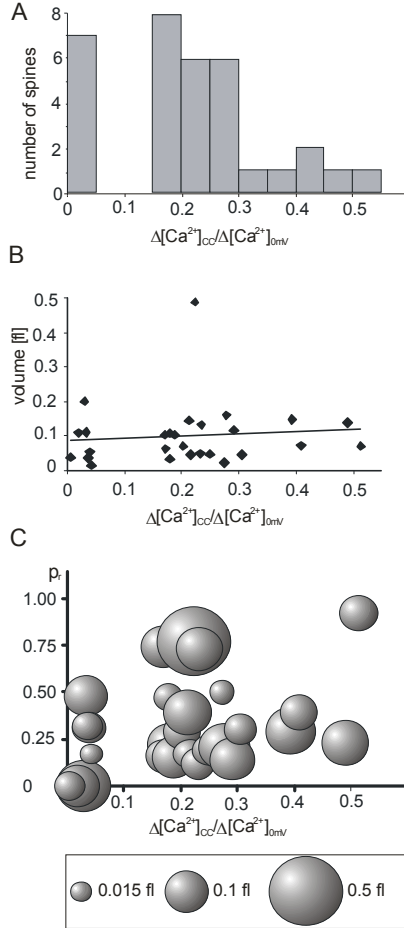 A
8
6
4
2
0
number of spines
0 0.1 0.2 0.3 0.4 0.5
Δ[Ca²⁺]CC/Δ[Ca²⁺]0mV
B
0.5
0.4
0.3
0.2
0.1
0
volume [fl]
0 0.1 0.2 0.3 0.4 0.5
Δ[Ca²⁺]CC/Δ[Ca²⁺]0mV
C
pr
1.00
0.75
0.50
0.25
0
0.1 0.2 0.3 0.4 0.5
Δ[Ca²⁺]CC/Δ[Ca²⁺]0mV
0.015 fl 0.1 fl 0.5 fl